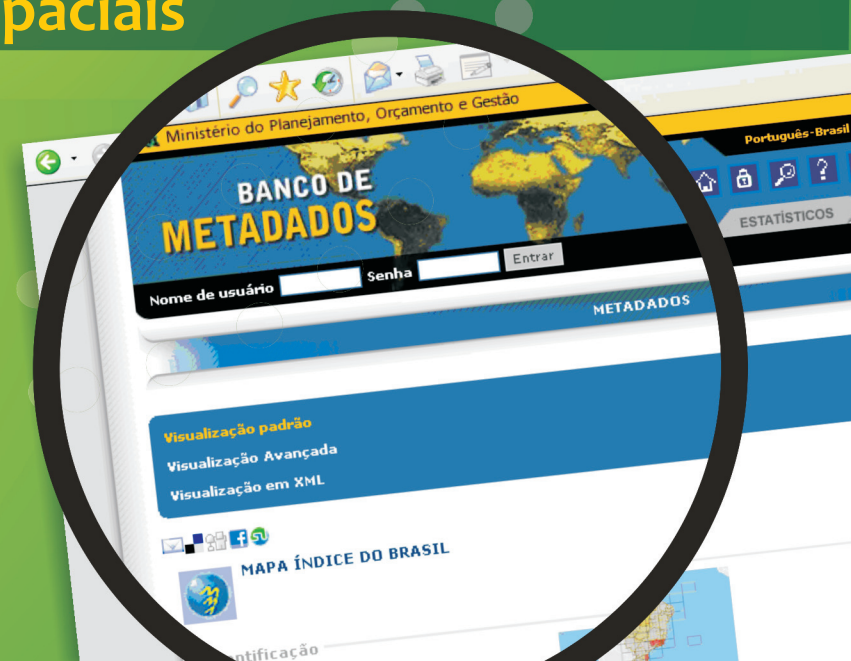 paciais
Ministério do Planejamento, Orçamento e Gestão
Português-Brasil
BANCO DE
METADADOS
ESTATÍSTICOS
Nome de usuário
Senha
Entrar
METADADOS
Visualização padrão
Visualização Avançada
Visualização em XML
MAPA ÍNDICE DO BRASIL
ntificação